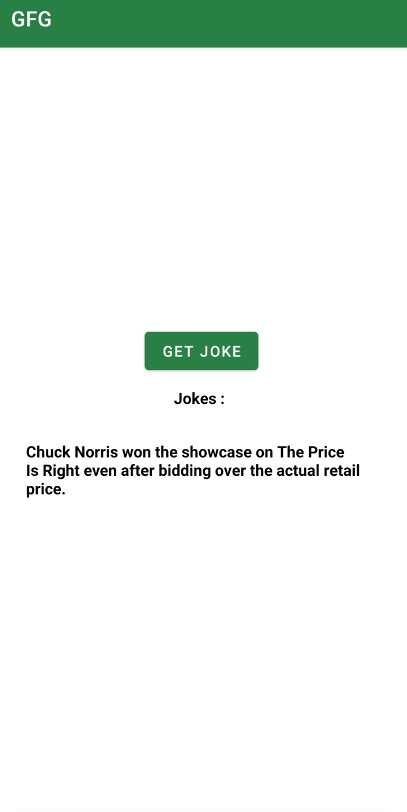 GFG
GET JOKE
Jokes :
Chuck Norris won the showcase on The Price
Is Right even after bidding over the actual retail
price.